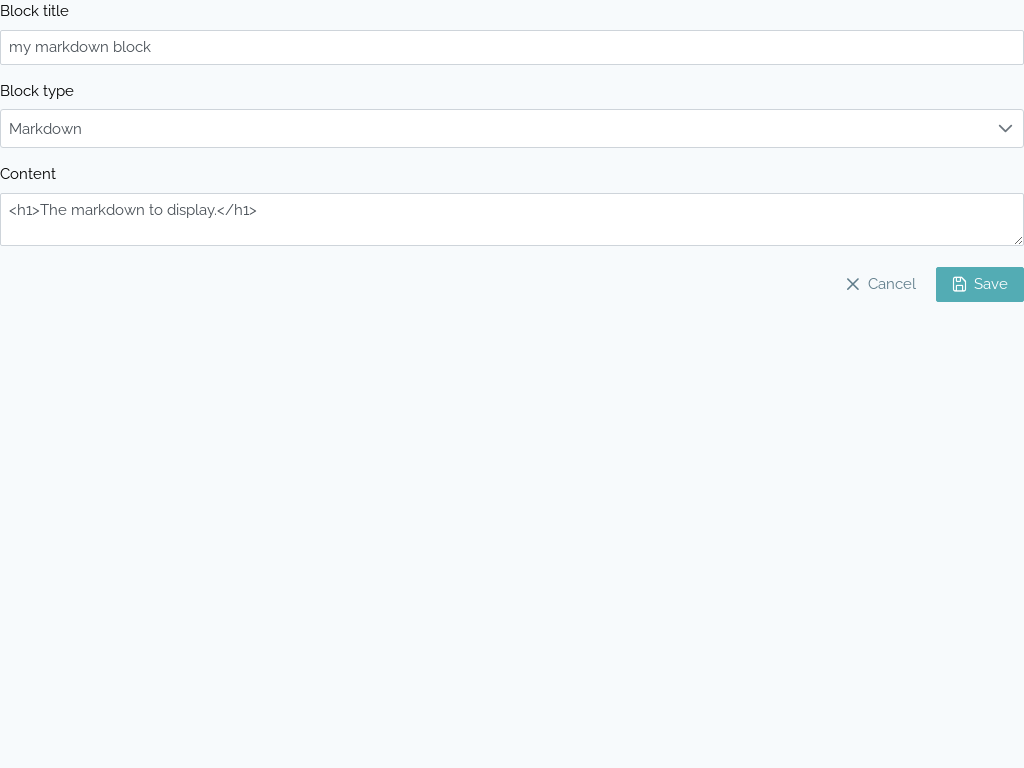 Block title
my markdown block
Block type
Markdown
Content
<h1>The markdown to display.</h1>
Cancel
Save